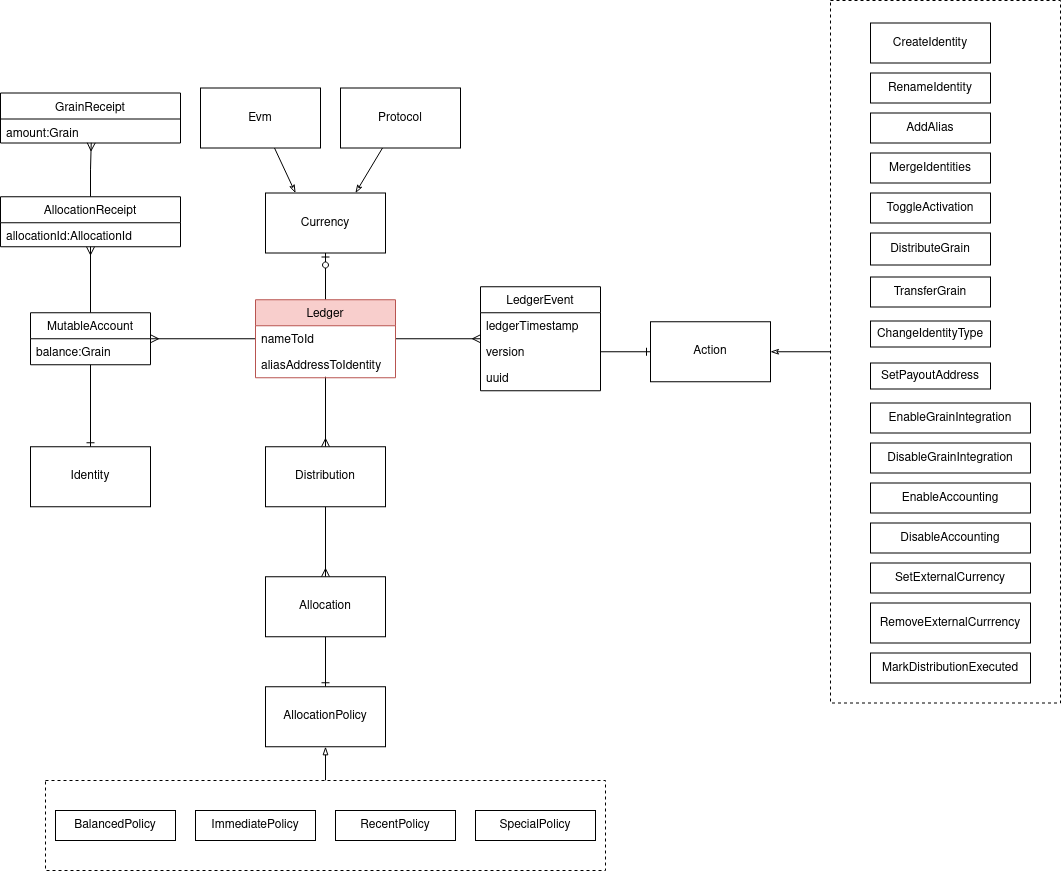 CreateIdentity
RenameIdentity
AddAlias
MergeIdentities
ToggleActivation
DistributeGrain
TransferGrain
ChangeIdentityType
SetPayoutAddress
EnableGrainIntegration
DisableGrainIntegration
EnableAccounting
DisableAccounting
SetExternalCurrency
RemoveExternalCurrrency
MarkDistributionExecuted
GrainReceipt
amount:Grain
Evm
Protocol
AllocationReceipt
allocationId:AllocationId
Currency
MutableAccount
balance:Grain
Ledger
nameToId
aliasAddressToIdentity
LedgerEvent
ledgerTimestamp
version
uuid
Action
Identity
Distribution
Allocation
AllocationPolicy
BalancedPolicy
ImmediatePolicy
RecentPolicy
SpecialPolicy